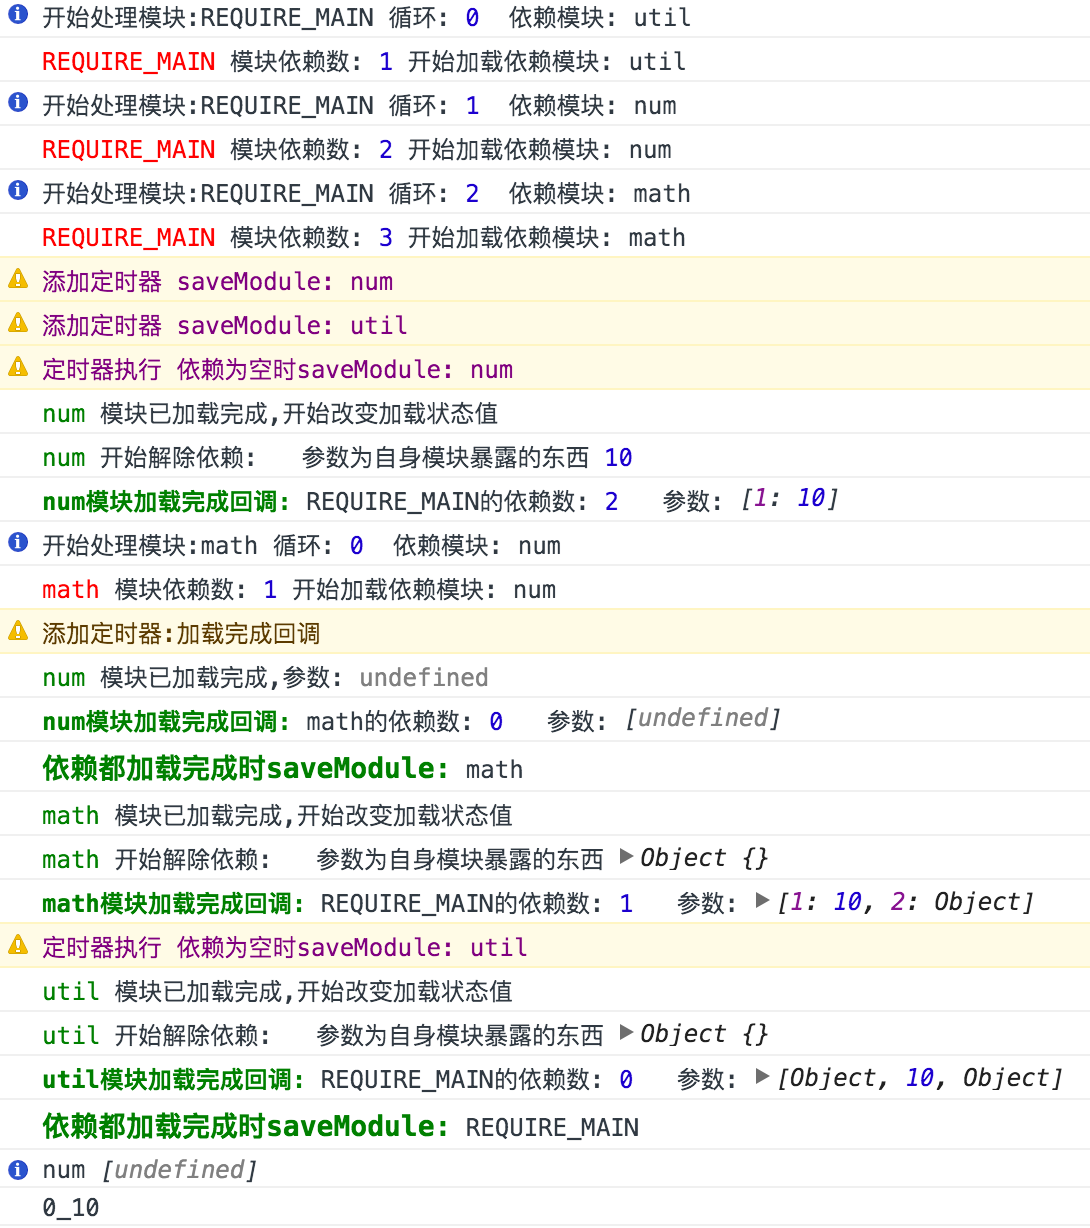 开始处理模块:REQUIRE_MAIN 循环: 0 依赖模块: util
REQUIRE_MAIN 模块依赖数: 1 开始加载依赖模块: util
开始处理模块:REQUIRE_MAIN 循环: 1 依赖模块: num
REQUIRE_MAIN 模块依赖数: 2 开始加载依赖模块: num
开始处理模块:REQUIRE_MAIN 循环: 2 依赖模块: math
REQUIRE_MAIN 模块依赖数: 3 开始加载依赖模块: math
添加定时器 saveModule: num
添加定时器 saveModule: util
定时器执行 依赖为空时saveModule: num
num 模块已加载完成,开始改变加载状态值
num 开始解除依赖: 参数为自身模块暴露的东西 10
num模块加载完成回调: REQUIRE_MAIN的依赖数: 2 参数: [1: 10]
开始处理模块:math 循环: 0 依赖模块: num
math 模块依赖数: 1 开始加载依赖模块: num
添加定时器:加载完成回调
num 模块已加载完成,参数: undefined
num模块加载完成回调: math的依赖数: 0 参数: [undefined]
依赖都加载完成时saveModule: math
math 模块已加载完成,开始改变加载状态值
math 开始解除依赖: 参数为自身模块暴露的东西 Object {}
math模块加载完成回调: REQUIRE_MAIN的依赖数: 1 参数: [1: 10, 2: Object]
定时器执行 依赖为空时saveModule: util
util 模块已加载完成,开始改变加载状态值
util 开始解除依赖: 参数为自身模块暴露的东西 Object {}
util模块加载完成回调: REQUIRE_MAIN的依赖数: 0 参数: [Object, 10, Object]
依赖都加载完成时saveModule: REQUIRE_MAIN
num [undefined]
0_10